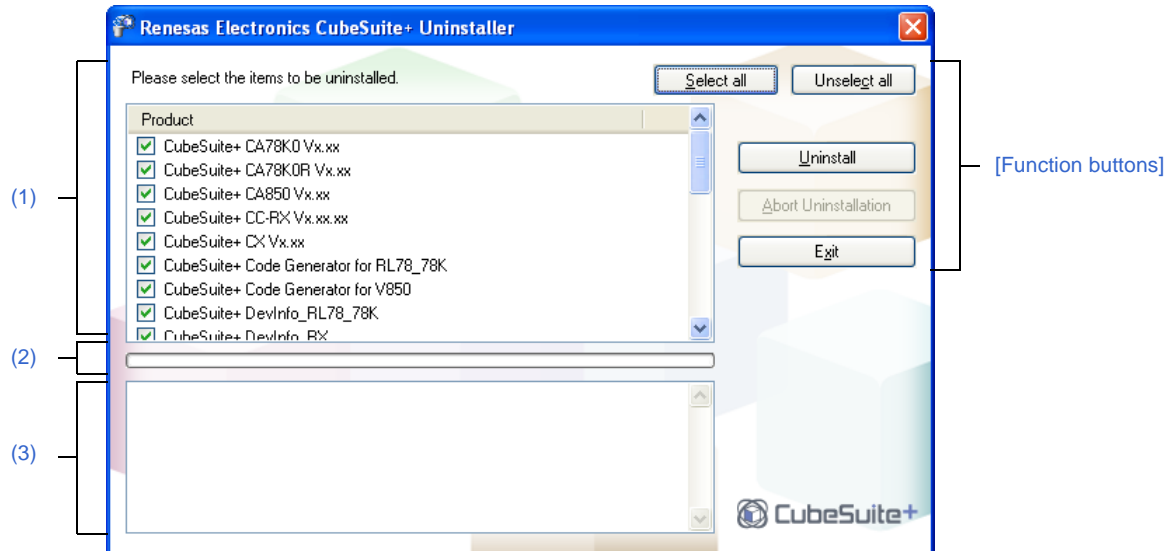 Renesas Electronics CubeSuite+ Uninstaller
Please select the items to be uninstalled.
Select all
Unselect all
Product
CubeSuite+ CA78K0 Vx.xx
CubeSuite+ CA78K0R Vx.xx
CubeSuite+ CA850 Vx.xx
CubeSuite+ CC-RX Vx.xx.xx
CubeSuite+ CX Vx.xx
CubeSuite+ Code Generator for RL78_78K
CubeSuite+ Code Generator for V850
CubeSuite+ DevInfo_RL78_78K
CubeSuite+ DevInfo_RX
Uninstall
Abort Uninstallation
Exit
[Function buttons]
(1)
(2)
(3)
CubeSuite+